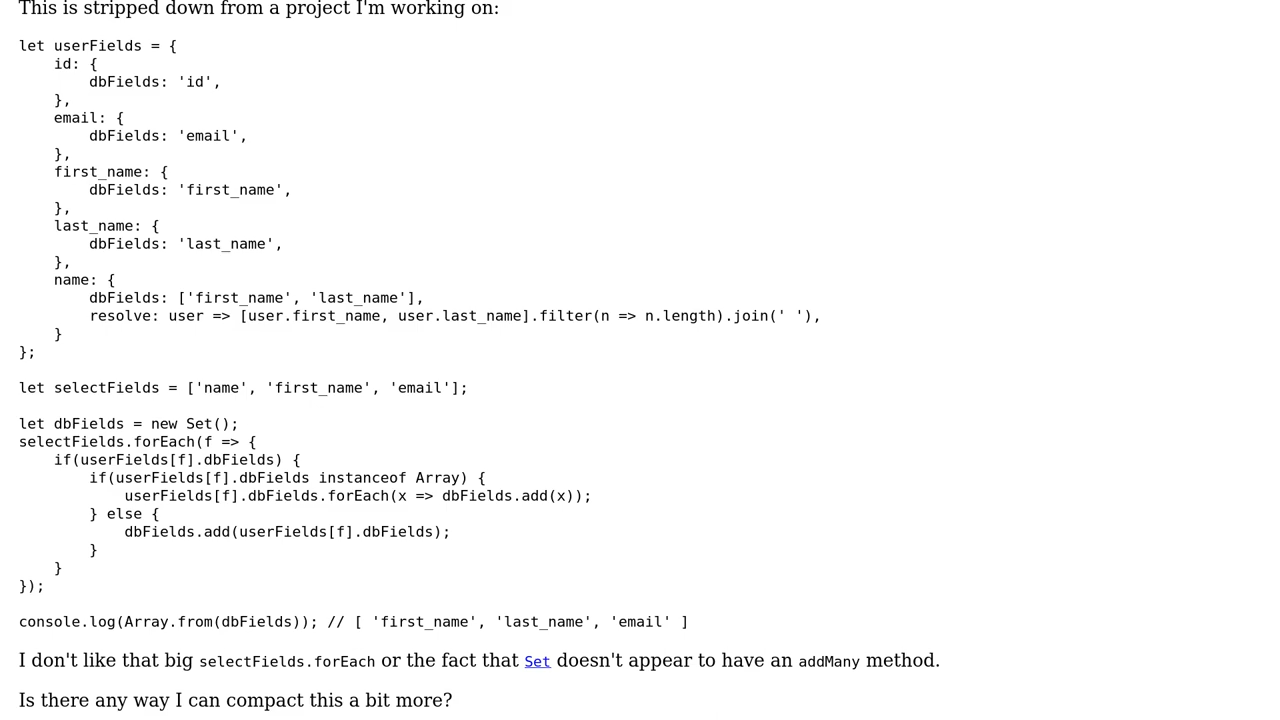 This is stripped down from a project I'm working on:
let userFields = {
    id: {
        dbFields: 'id',
    },
    email: {
        dbFields: 'email',
    },
    first_name: {
        dbFields: 'first_name',
    },
    last_name: {
        dbFields: 'last_name',
    },
    name: {
        dbFields: ['first_name', 'last_name'],
        resolve: user => [user.first_name, user.last_name].filter(n => n.length).join(' '),
    }
};
let selectFields = ['name', 'first_name', 'email'];
let dbFields = new Set();
selectFields.forEach(f => {
    if(userFields[f].dbFields) {
        if(userFields[f].dbFields instanceof Array) {
            userFields[f].dbFields.forEach(x => dbFields.add(x));
        } else {
            dbFields.add(userFields[f].dbFields);
        }
    }
});
console.log(Array.from(dbFields)); // [ 'first_name', 'last_name', 'email' ]
I don't like that big selectFields.forEach or the fact that Set doesn't appear to have an addMany method.
Is there any way I can compact this a bit more?